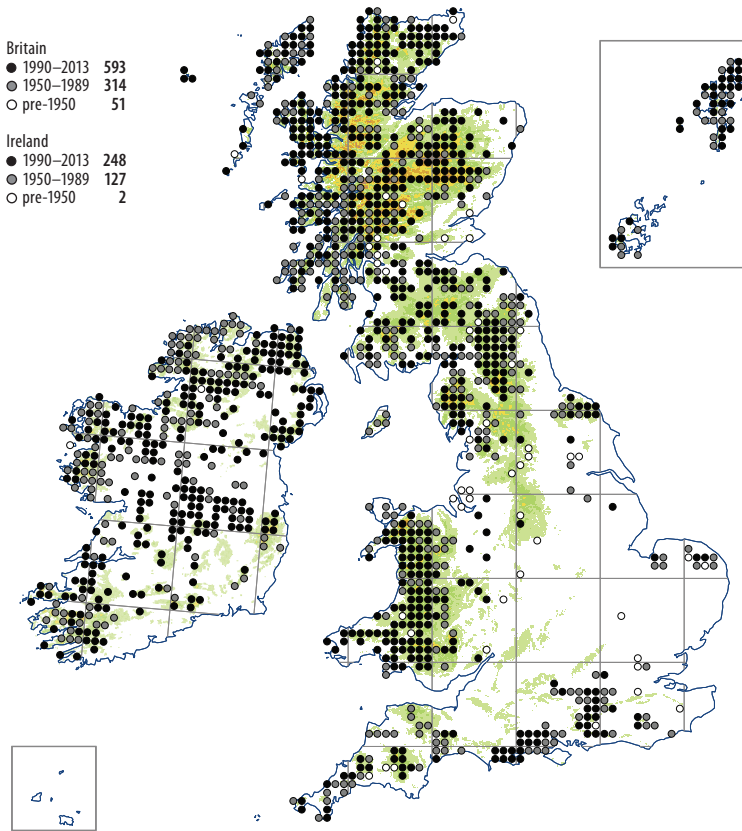 Britain
1990–2013 593
1950–1989 314
pre-1950 51
Ireland
1990–2013 248
1950–1989 127
pre-1950 2